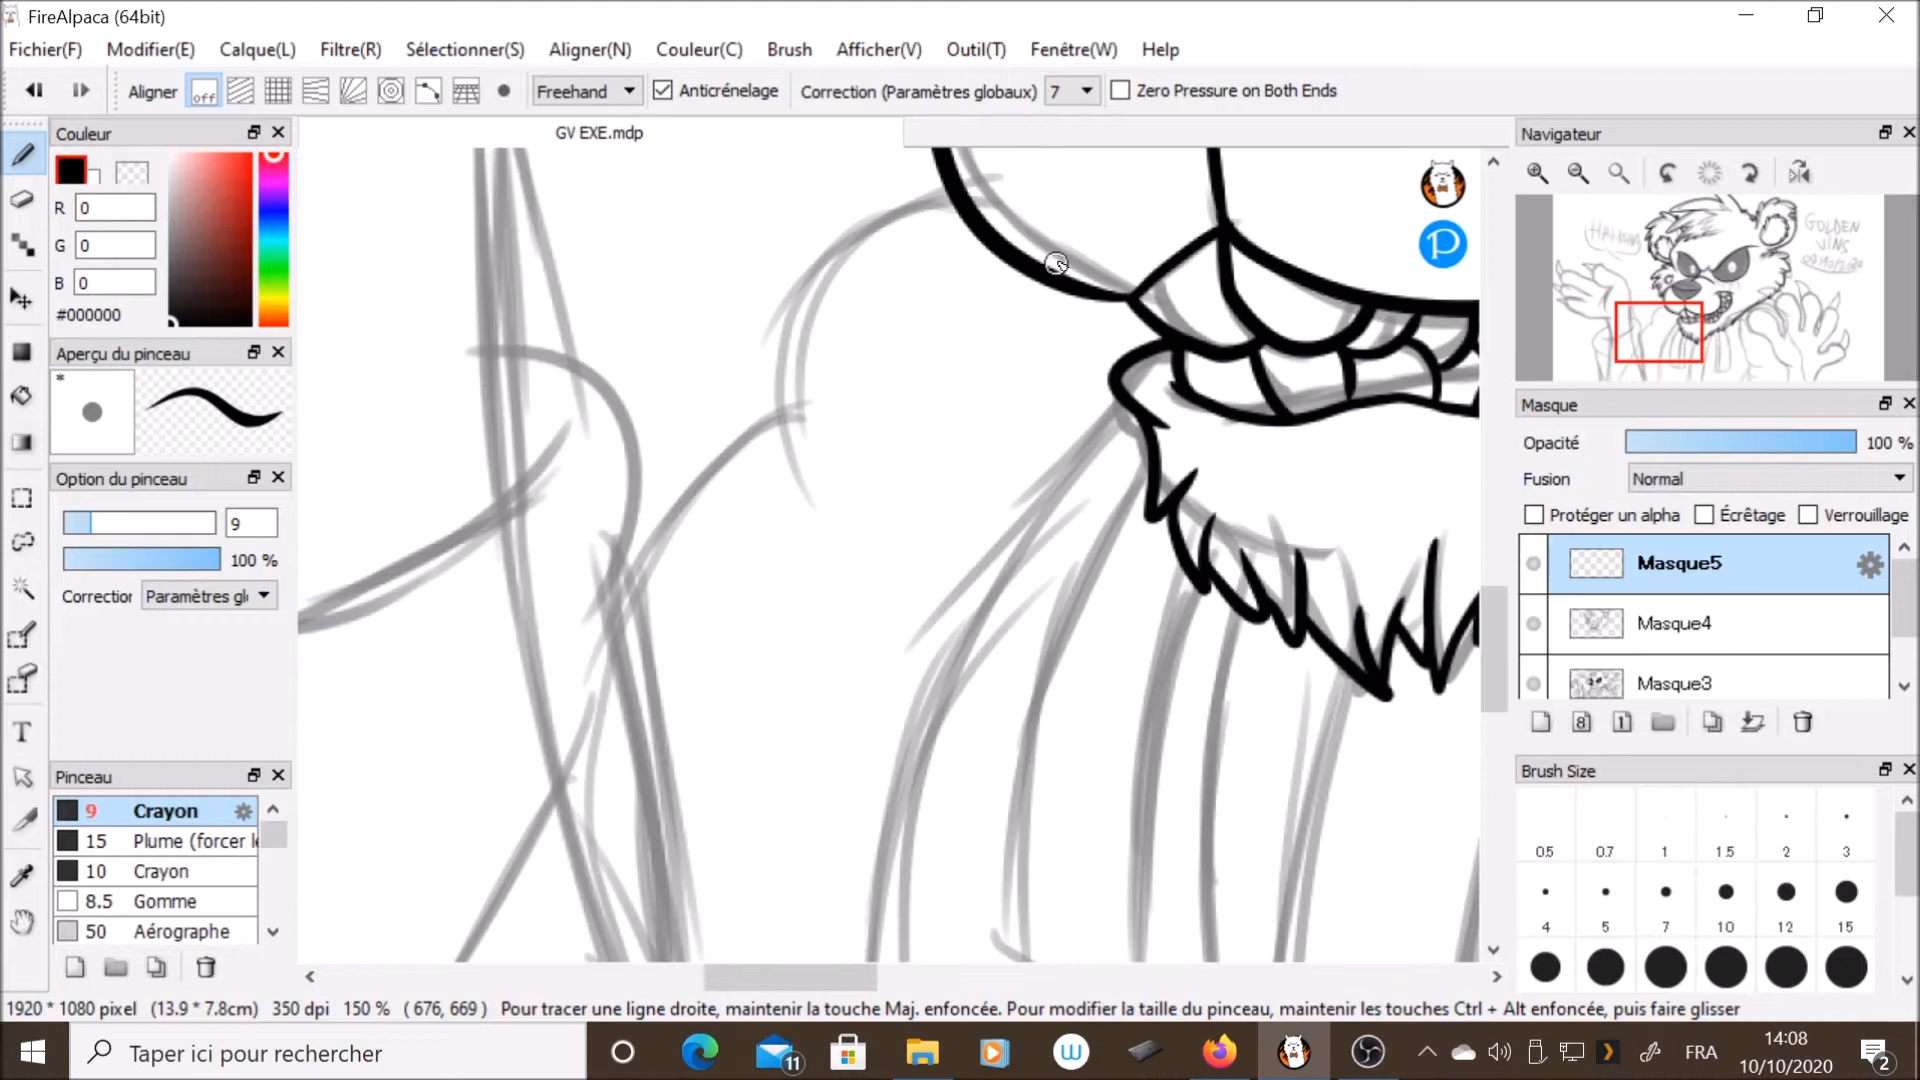 FireAlpaca (64bit)
Fichier(F) Modifier(E) Calque(L) Filtre(R) Sélectionner(S) Aligner(N) Couleur(C) Brush Afficher(V) Outil(T) Fenêtre(W) Help
Aligner off Freehand Anticrénelage Correction (Paramètres globaux) 7 Zero Pressure on Both Ends
Couleur
GV EXE.mdp
Navigateur
R 0
G 0
B 0
#000000
GOLDEN
Aperçu du pinceau
*
Masque
Opacité 100 %
Option du pinceau
Fusion Normal
9
Protéger un alpha Écrêtage Verrouillage
100 %
Masque5
Correction Paramètres gl
Masque4
Masque3
T
8 1
Pinceau
Brush Size
9 Crayon
15 Plume (forcer le
10 Crayon
8.5 Gomme
50 Aérographe
0.5 0.7 1 1.5 2 3
4 5 7 10 12 15
1920 * 1080 pixel (13.9 * 7.8cm) 350 dpi 150 % ( 676, 669 ) Pour tracer une ligne droite, maintenir la touche Maj. enfoncée. Pour modifier la taille du pinceau, maintenir les touches Ctrl + Alt enfoncée, puis faire glisser
Taper ici pour rechercher
11
FRA
14:08
10/10/2020
2